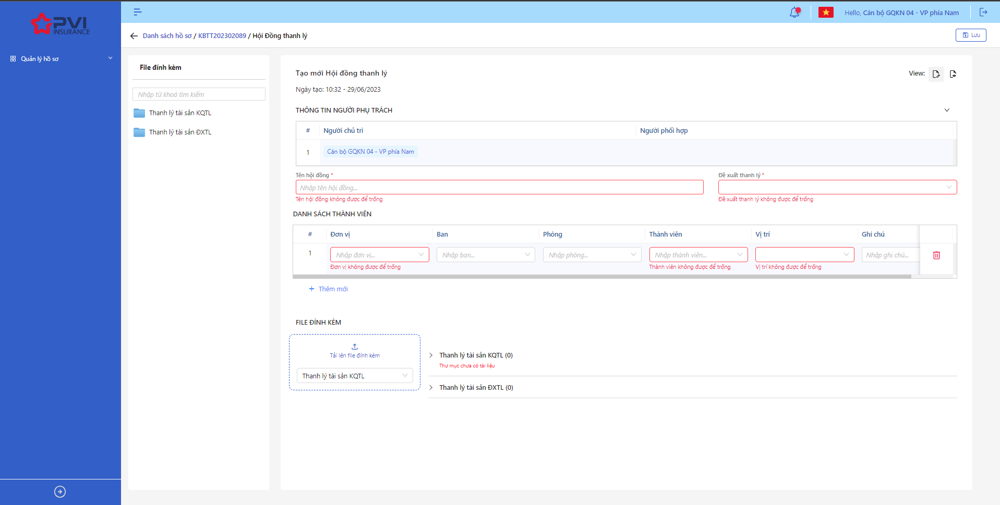 PVI
INSURANCE
Hello, Cán bộ GQKN 04 - VP phía Nam
Quản lý hồ sơ
Danh sách hồ sơ / KBTT202302089 / Hội Đồng thanh lý
Lưu
File đính kèm
Nhập từ khoá tìm kiếm
Thanh lý tài sản KQTL
Thanh lý tài sản ĐXTL
Tạo mới Hội đồng thanh lý
View:
Ngày tạo: 10:32 - 29/06/2023
THÔNG TIN NGƯỜI PHỤ TRÁCH
# Người chủ trì Người phối hợp
1 Cán bộ GQKN 04 - VP phía Nam
Tên hội đồng * Đề xuất thanh lý *
Nhập tên hội đồng...
Tên hội đồng không được để trống Đề xuất thanh lý không được để trống
DANH SÁCH THÀNH VIÊN
# Đơn vị Ban Phòng Thành viên Vị trí Ghi chú
1 Nhập đơn vị... Nhập ban... Nhập phòng... Nhập thành viên... Nhập ghi chú...
Đơn vị không được để trống Thành viên không được để trống Vị trí không được để trống
+ Thêm mới
FILE ĐÍNH KÈM
Tải lên file đính kèm
Thanh lý tài sản KQTL
Thanh lý tài sản KQTL (0)
Thư mục chưa có tài liệu
Thanh lý tài sản ĐXTL (0)